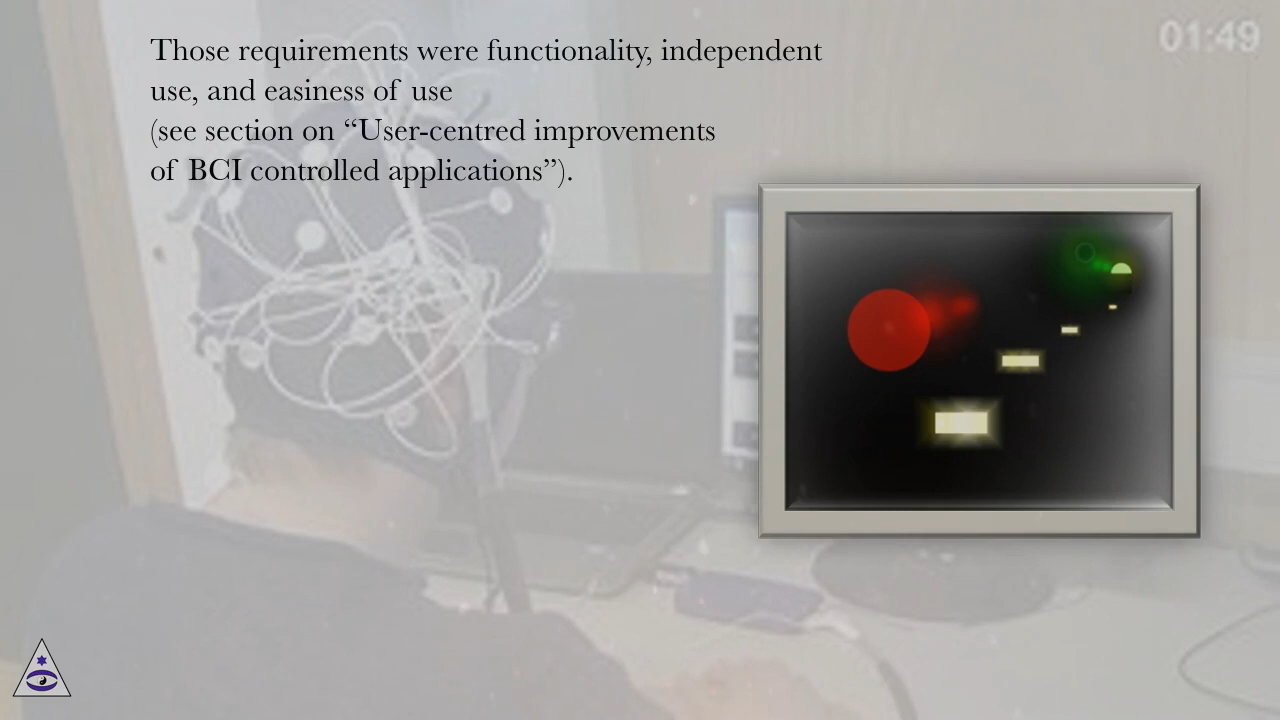 01:49
Those requirements were functionality, independent
use, and easiness of use
(see section on “User-centred improvements
of BCI controlled applications”).